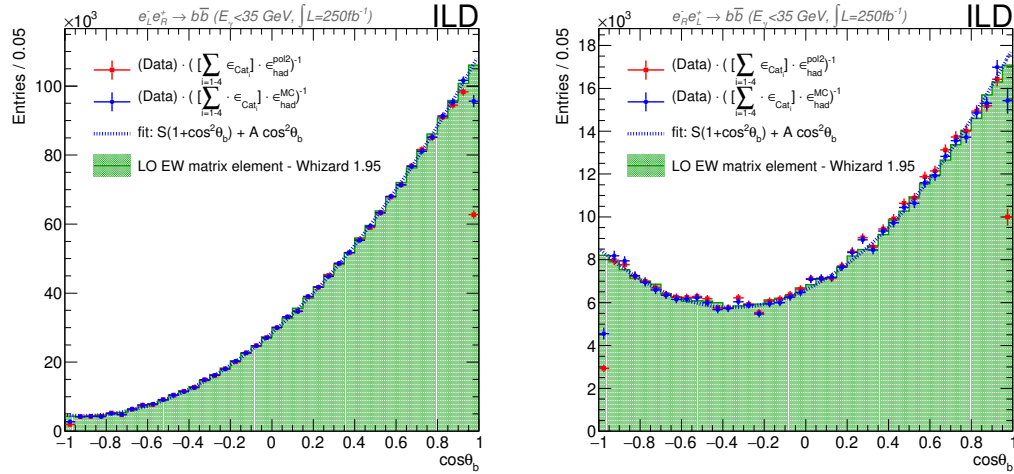 e⁻_L e⁺_R → bb̅ (E_γ<35 GeV, ∫L=250fb⁻¹) ILD
×10³
Entries / 0.05
(Data) · ( [∑_{i=1-4} ϵ_{Cat_i}] · ϵ_{had}^{pol2})⁻¹
(Data) · ( [∑_{i=1-4} · ϵ_{Cat_i}] · ϵ_{had}^{MC})⁻¹
fit: S(1+cos²θ_b) + A cos²θ_b
LO EW matrix element - Whizard 1.95
100
80
60
40
20
0
−1 −0.8 −0.6 −0.4 −0.2 0 0.2 0.4 0.6 0.8 1
cosθ_b
e⁻_R e⁺_L → bb̅ (E_γ<35 GeV, ∫L=250fb⁻¹) ILD
×10³
Entries / 0.05
(Data) · ( [∑_{i=1-4} ϵ_{Cat_i}] · ϵ_{had}^{pol2})⁻¹
(Data) · ( [∑_{i=1-4} · ϵ_{Cat_i}] · ϵ_{had}^{MC})⁻¹
fit: S(1+cos²θ_b) + A cos²θ_b
LO EW matrix element - Whizard 1.95
18
16
14
12
10
8
6
4
2
0
−1 −0.8 −0.6 −0.4 −0.2 0 0.2 0.4 0.6 0.8 1
cosθ_b